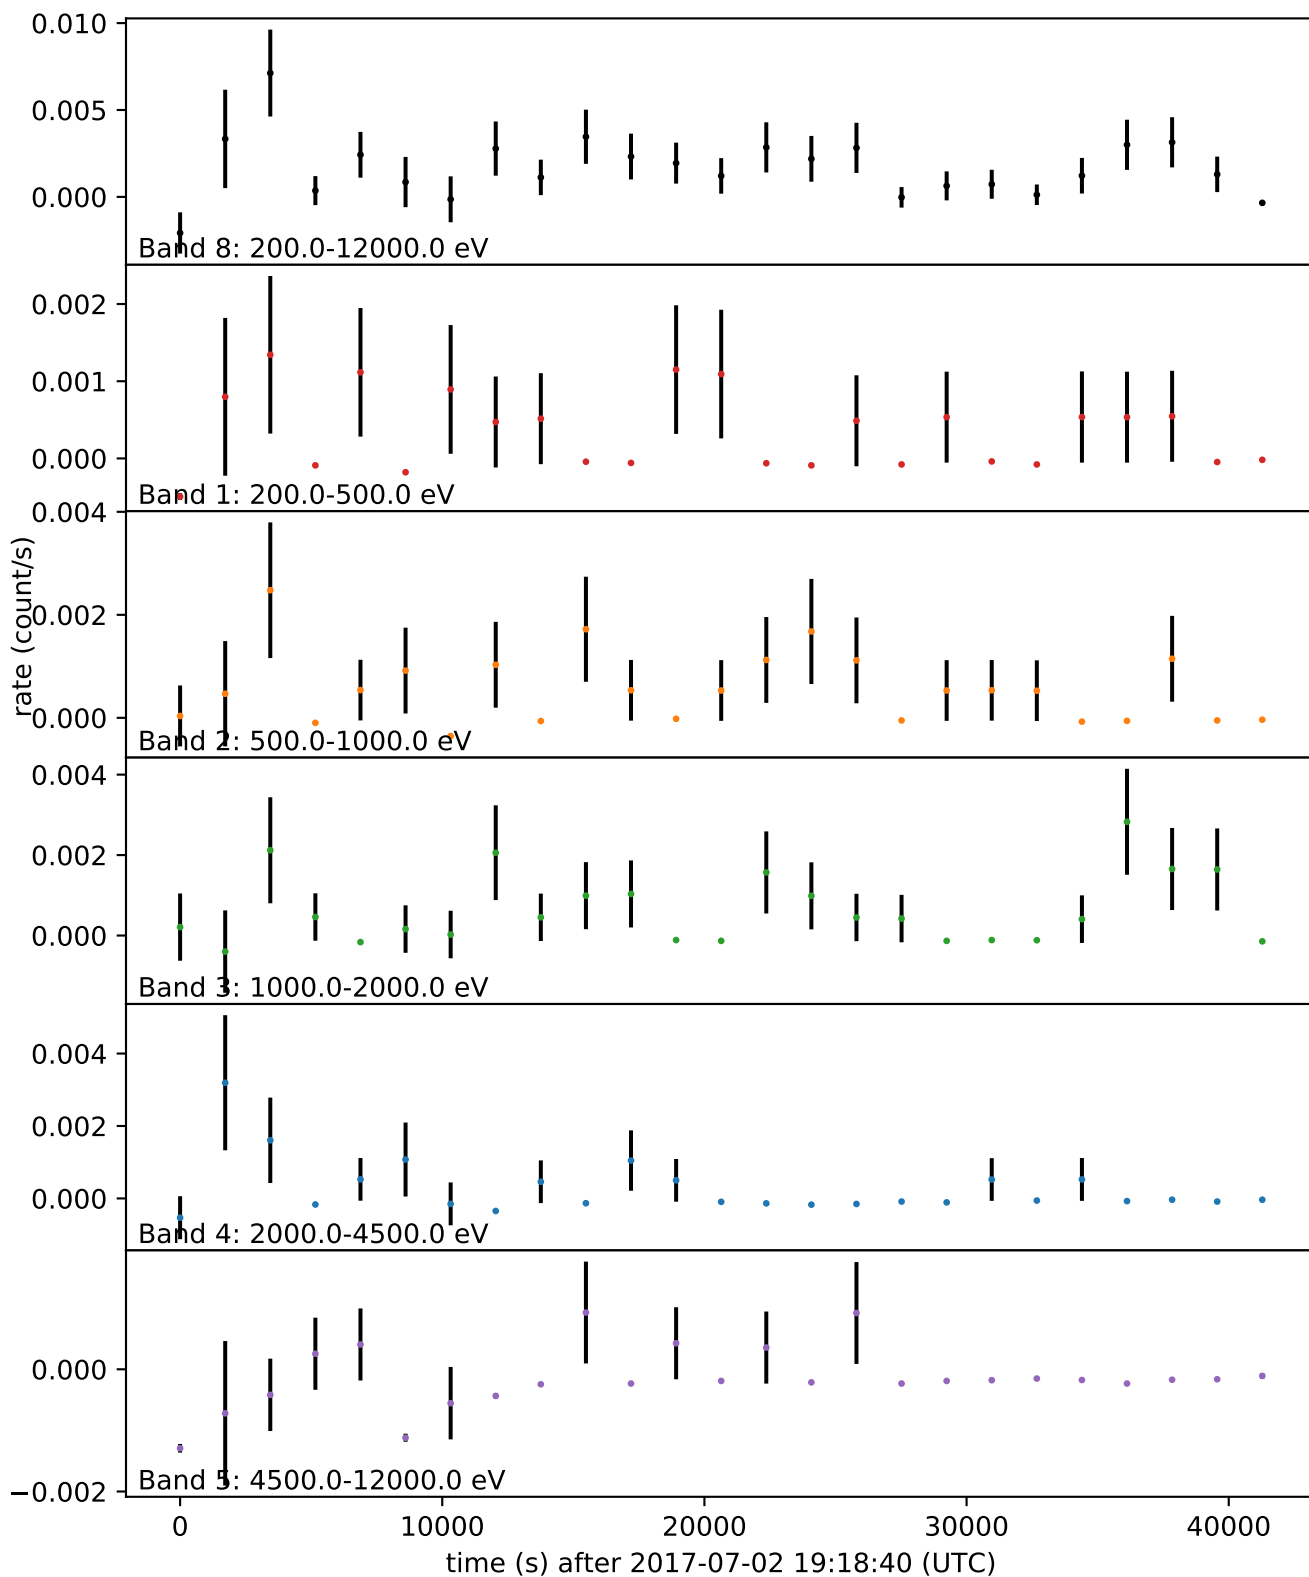 0.010
0.005
0.000
Band 8: 200.0-12000.0 eV
0.002
0.001
0.000
Band 1: 200.0-500.0 eV
0.004
0.002
0.000
Band 2: 500.0-1000.0 eV
rate (count/s)
0.004
0.002
0.000
Band 3: 1000.0-2000.0 eV
0.004
0.002
0.000
Band 4: 2000.0-4500.0 eV
0.000
−0.002
Band 5: 4500.0-12000.0 eV
0 10000 20000 30000 40000
time (s) after 2017-07-02 19:18:40 (UTC)